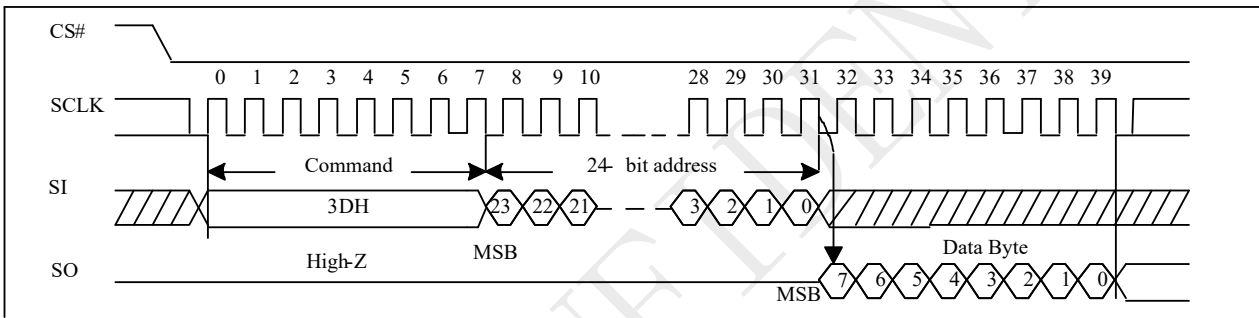 CS#
0 1 2 3 4 5 6 7 8 9 10 28 29 30 31 32 33 34 35 36 37 38 39
SCLK
Command 24- bit address
SI
3DH 23 22 21 3 2 1 0
High-Z MSB Data Byte
SO
MSB 7 6 5 4 3 2 1 0